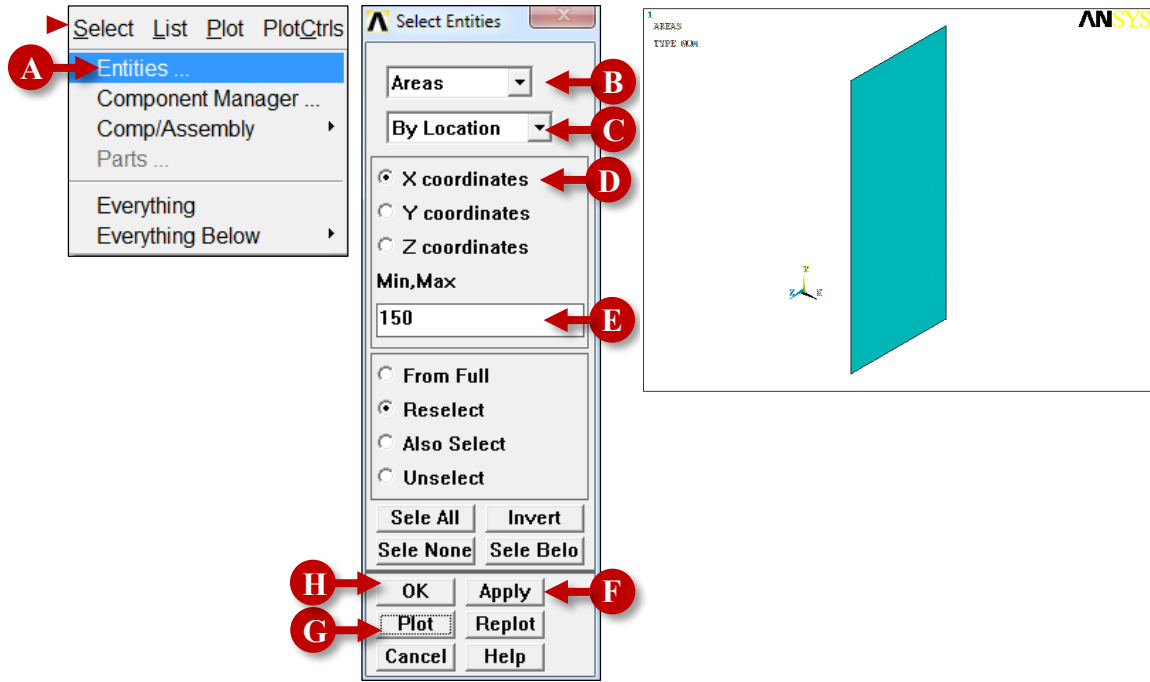 Select List Plot PlotCtrls
A
Entities ...
Component Manager ...
Comp/Assembly
Parts ...
Everything
Everything Below
Select Entities
Areas
B
By Location
C
X coordinates
D
Y coordinates
Z coordinates
Min,Max
150
E
From Full
Reselect
Also Select
Unselect
Sele All Invert
Sele None Sele Belo
H
OK Apply
F
G
Plot Replot
Cancel Help
1
AREAS
TYPE NUM
ANSYS
Y
Z X